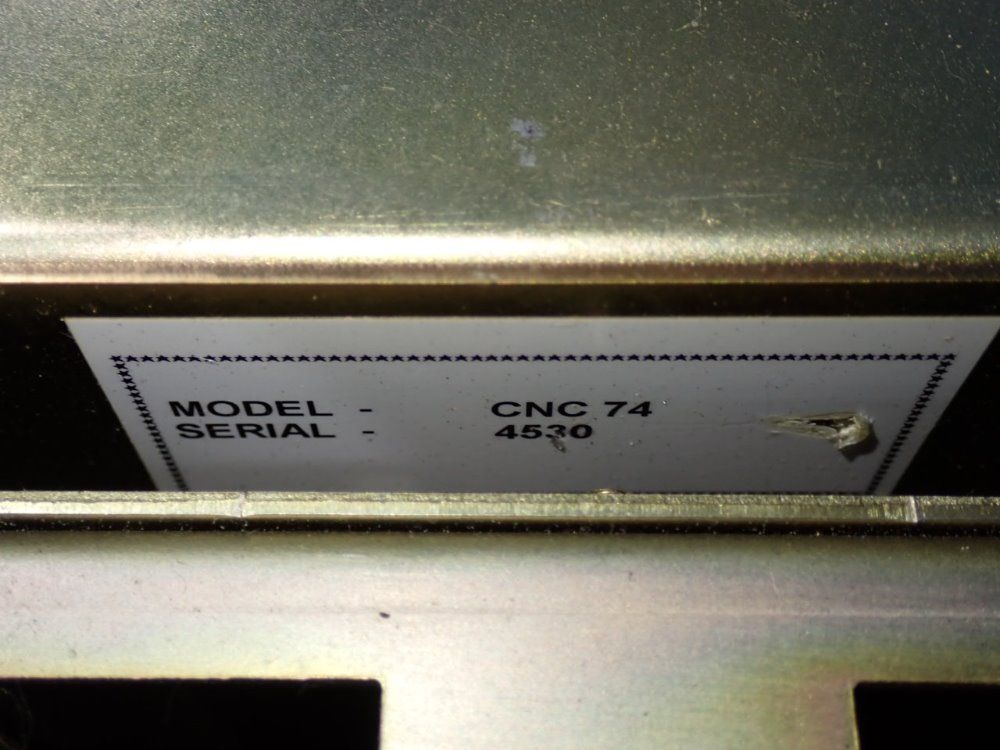 MODEL - CNC 74
SERIAL - 4530